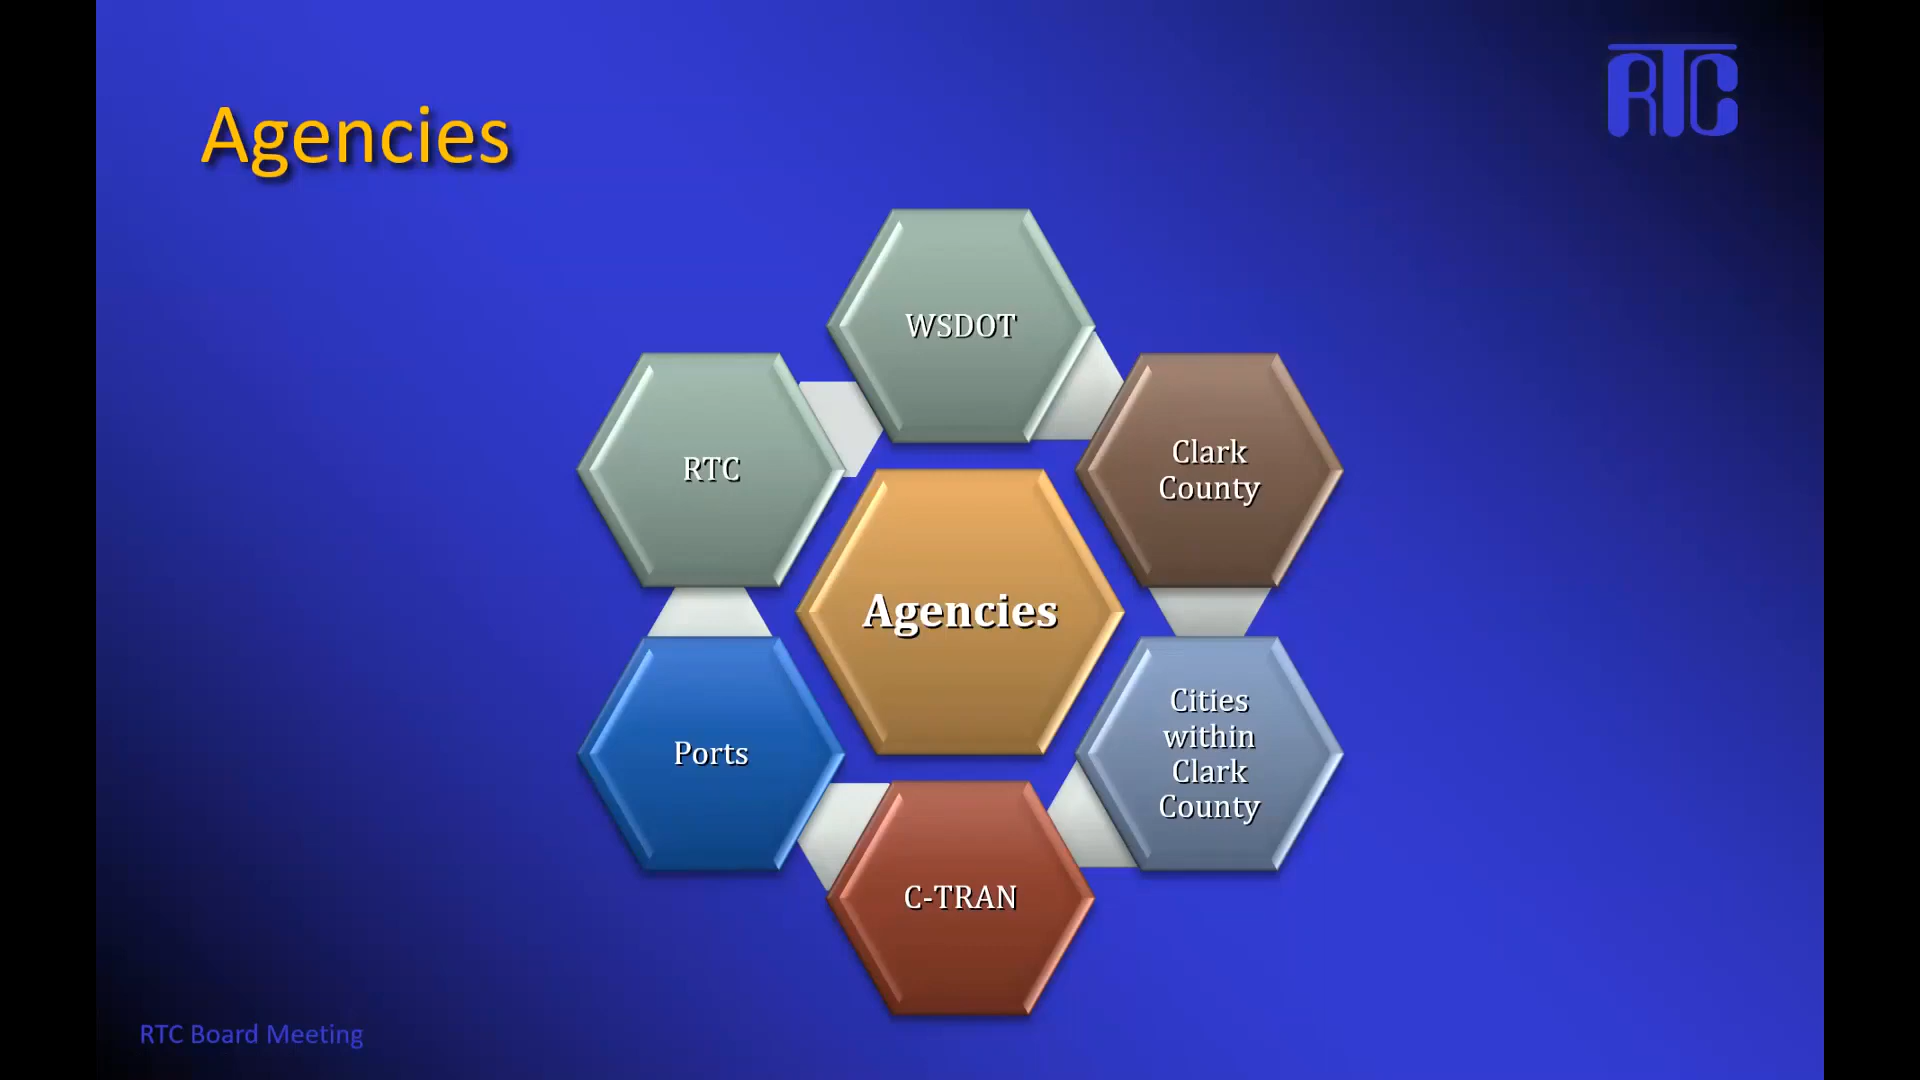 RTC
Agencies
WSDOT
RTC
Clark
County
Agencies
Ports
Cities
within
Clark
County
C-TRAN
RTC Board Meeting